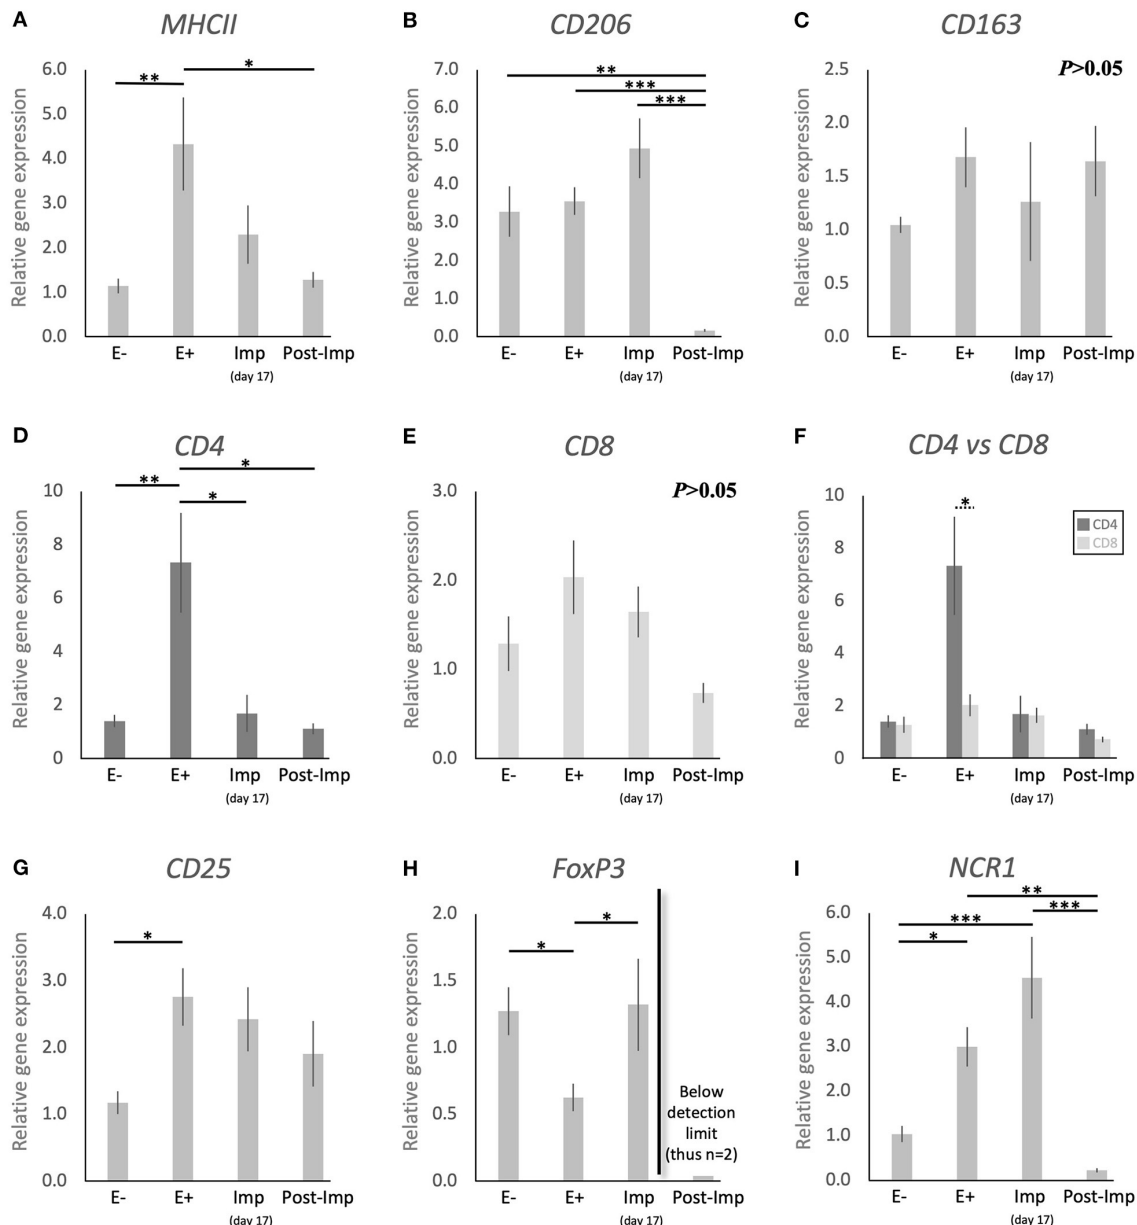 A
MHCII
Relative gene expression
6.0
5.0
4.0
3.0
2.0
1.0
0.0
**
*
E-
E+
Imp
Post-Imp
(day 17)
B
CD206
Relative gene expression
7.0
6.0
5.0
4.0
3.0
2.0
1.0
0.0
**
***
***
E-
E+
Imp
Post-Imp
(day 17)
C
CD163
Relative gene expression
P>0.05
2.5
2.0
1.5
1.0
0.5
0.0
E-
E+
Imp
Post-Imp
(day 17)
D
CD4
Relative gene expression
10
8
6
4
2
0
*
**
*
E-
E+
Imp
Post-Imp
(day 17)
E
CD8
Relative gene expression
P>0.05
3.0
2.0
1.0
0.0
E-
E+
Imp
Post-Imp
(day 17)
F
CD4 vs CD8
Relative gene expression
10
8
6
4
2
0
*
CD4
CD8
E-
E+
Imp
Post-Imp
(day 17)
G
CD25
Relative gene expression
4.0
3.0
2.0
1.0
0.0
*
E-
E+
Imp
Post-Imp
(day 17)
H
FoxP3
Relative gene expression
2.0
1.5
1.0
0.5
0.0
*
*
Below
detection
limit
(thus n=2)
E-
E+
Imp
Post-Imp
(day 17)
I
NCR1
Relative gene expression
6.0
5.0
4.0
3.0
2.0
1.0
0.0
**
***
***
*
E-
E+
Imp
Post-Imp
(day 17)